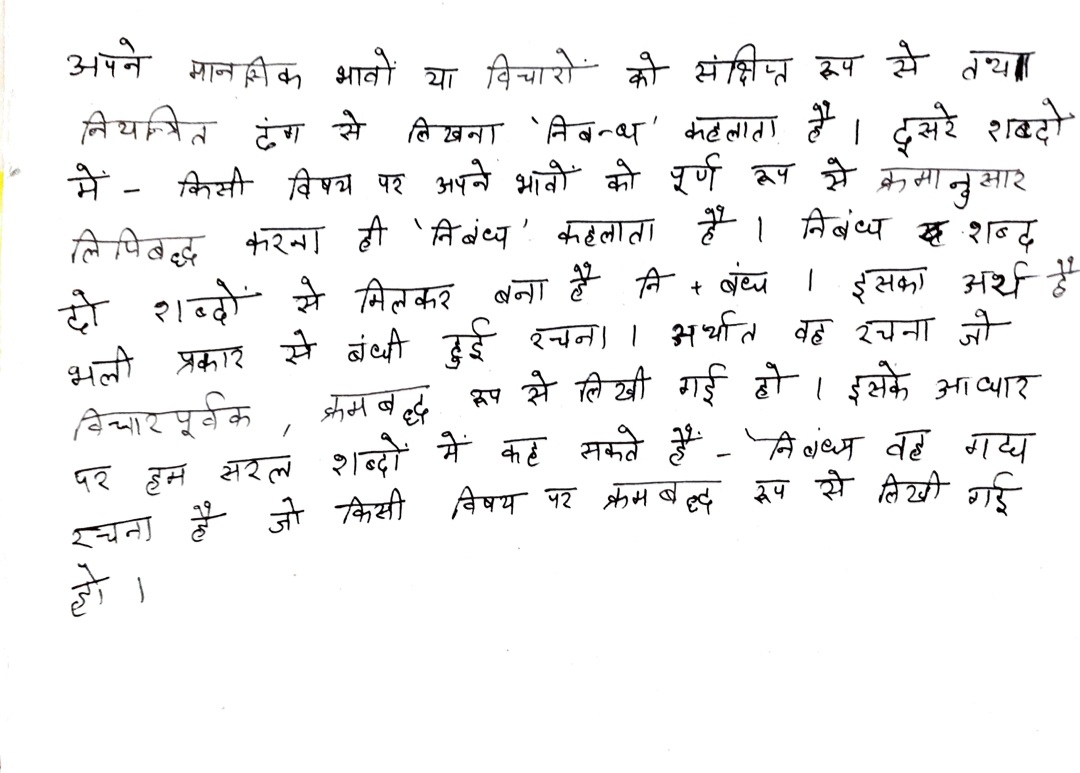 अपने मानसिक भावों या विचारों को संक्षिप्त रूप से तथा
नियन्त्रित ढंग से लिखना 'निबन्ध' कहलाता है । दूसरे शब्दों
में - किसी विषय पर अपने भावों को पूर्ण रूप से क्रमानुसार
लिपिबद्ध करना ही 'निबंध' कहलाता है । निबंध शब्द
दो शब्दों से मिलकर बना है नि + बंध । इसका अर्थ है
भली प्रकार से बंधी हुई रचना । अर्थात वह रचना जो
विचारपूर्वक , क्रमबद्ध रूप से लिखी गई हो । इसके आधार
पर हम सरल शब्दों में कह सकते हैं - 'निबंध वह गद्य
रचना है जो किसी विषय पर क्रमबद्ध रूप से लिखी गई
हो ।